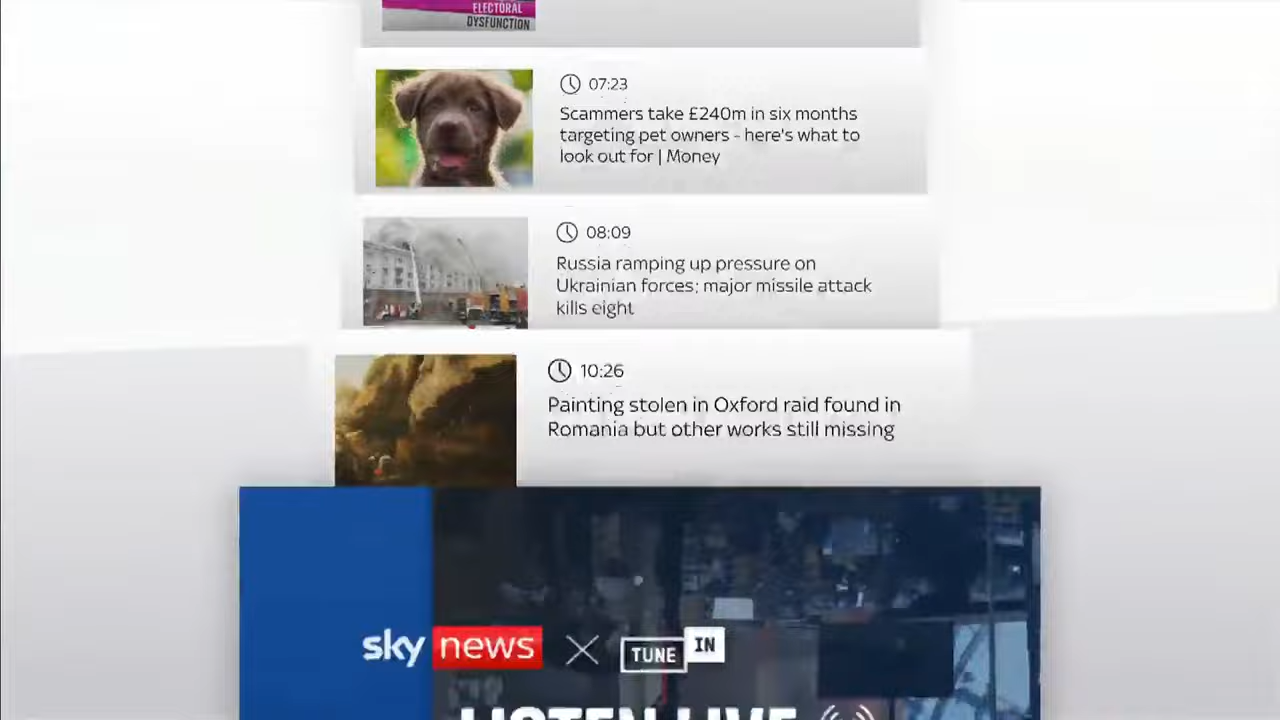 ELECTORAL
DYSFUNCTION
07:23
Scammers take £240m in six months
targeting pet owners - here's what to
look out for | Money
08:09
Russia ramping up pressure on
Ukrainian forces; major missile attack
kills eight
10:26
Painting stolen in Oxford raid found in
Romania but other works still missing
sky news
TUNE IN
LISTEN LIVE